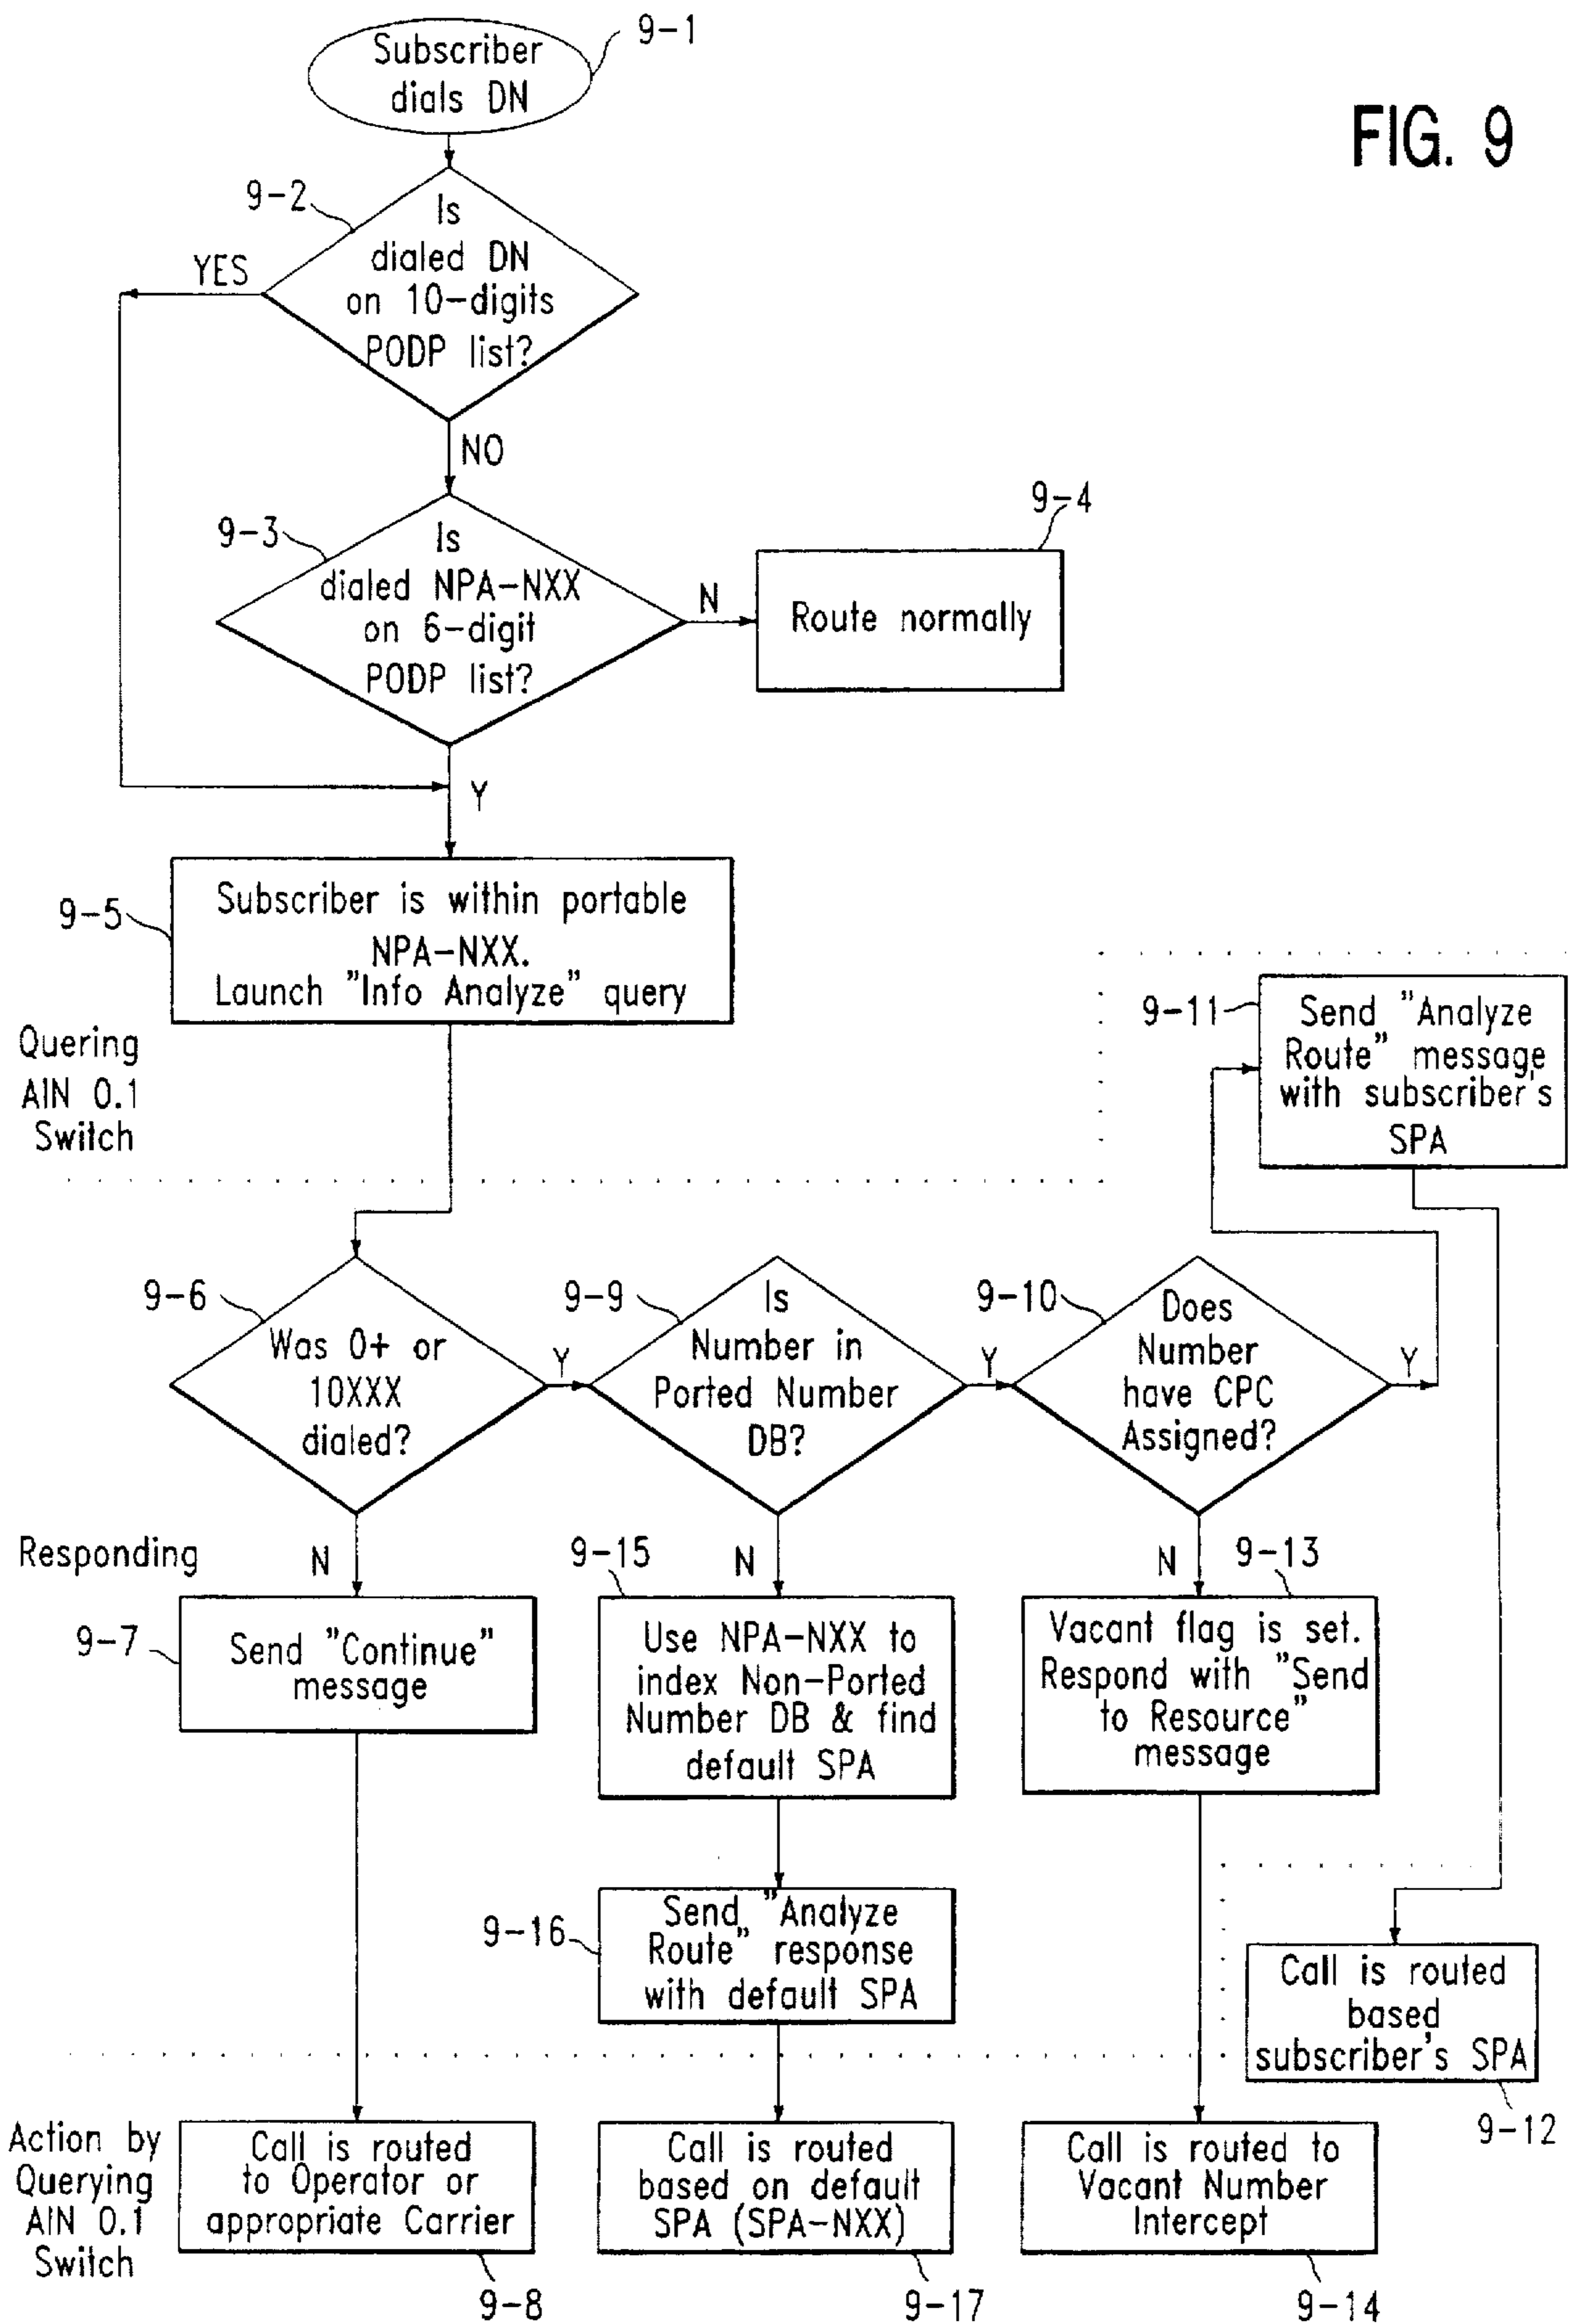 9-1
Subscriber
dials DN
FIG. 9
9-2
Is
dialed DN
on 10-digits
PODP list?
YES
NO
9-3
Is
dialed NPA-NXX
on 6-digit
PODP list?
N
9-4
Route normally
Y
9-5
Subscriber is within portable
NPA-NXX.
Launch "Info Analyze" query
Quering
AIN 0.1
Switch
9-11
Send "Analyze
Route" message
with subscriber's
SPA
9-6
Was 0+ or
10XXX
dialed?
Y
9-9
Is
Number in
Ported Number
DB?
Y
9-10
Does
Number
have CPC
Assigned?
Y
Responding
N
9-7
Send "Continue"
message
9-15
N
Use NPA-NXX to
index Non-Ported
Number DB & find
default SPA
N
9-13
Vacant flag is set.
Respond with "Send
to Resource"
message
9-16
Send "Analyze
Route" response
with default SPA
Call is routed
based
subscriber's SPA
9-12
Action by
Querying
AIN 0.1
Switch
Call is routed
to Operator or
appropriate Carrier
9-8
Call is routed
based on default
SPA (SPA-NXX)
9-17
Call is routed to
Vacant Number
Intercept
9-14